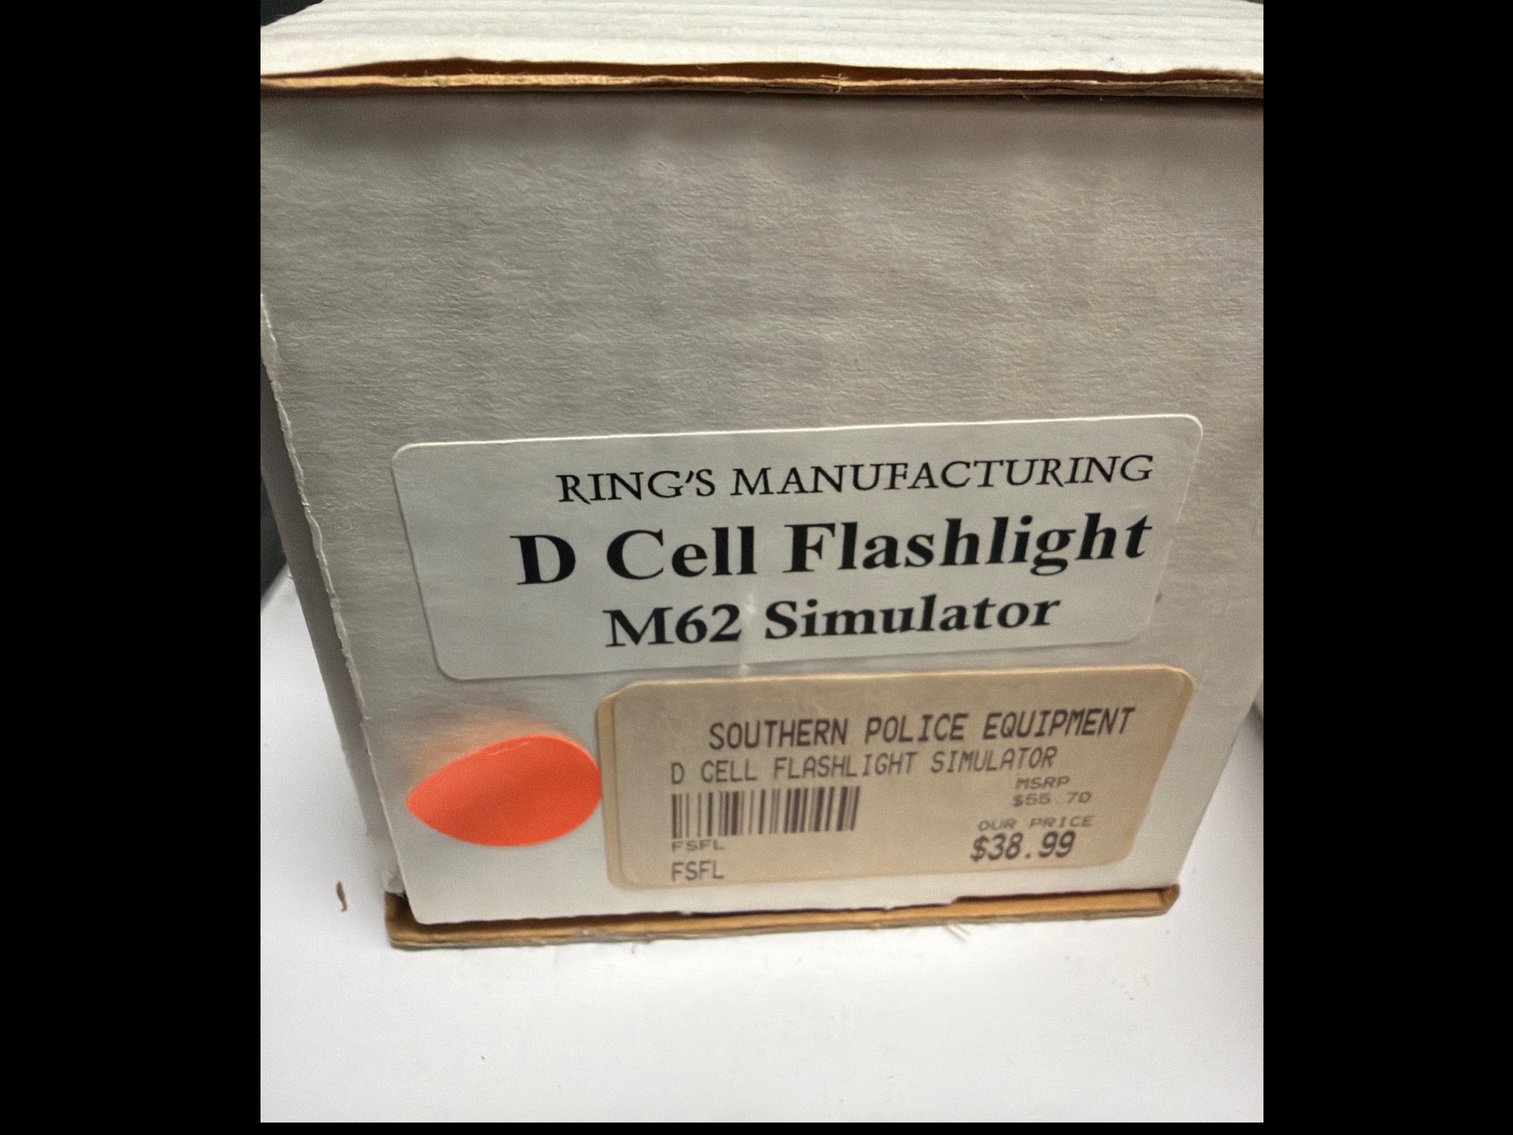 RING'S MANUFACTURING
D Cell Flashlight
M62 Simulator
SOUTHERN POLICE EQUIPMENT
D CELL FLASHLIGHT SIMULATOR
MSRP
$55 70
FSFL
OUR PRICE
FSFL
$38.99